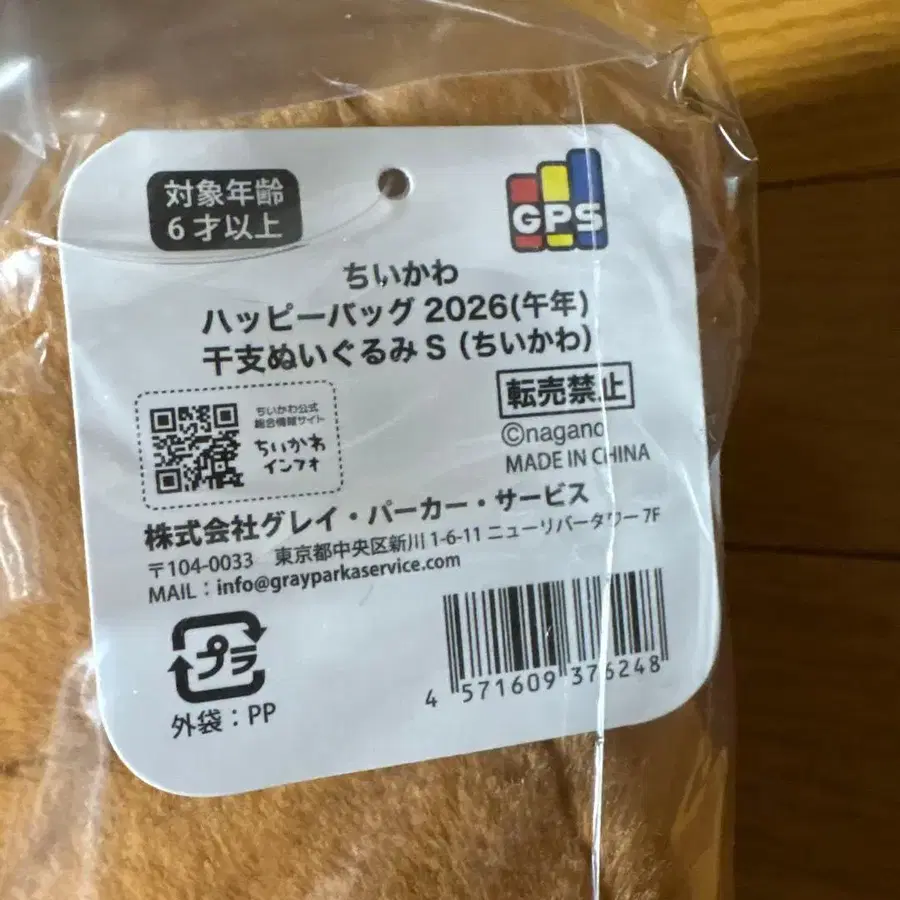 対象年齢
6才以上
GPS
ちいかわ
ハッピーバッグ 2026(午年)
干支ぬいぐるみ S (ちいかわ)
転売禁止
ちいかわ公式
総合情報サイト
ちいかわ
インフォ
©nagano
MADE IN CHINA
株式会社グレイ・パーカー・サービス
〒104-0033 東京都中央区新川 1-6-11 ニューリバータワー 7F
MAIL : info@grayparkaservice.com
プラ
外袋 : PP
4 571609 376248